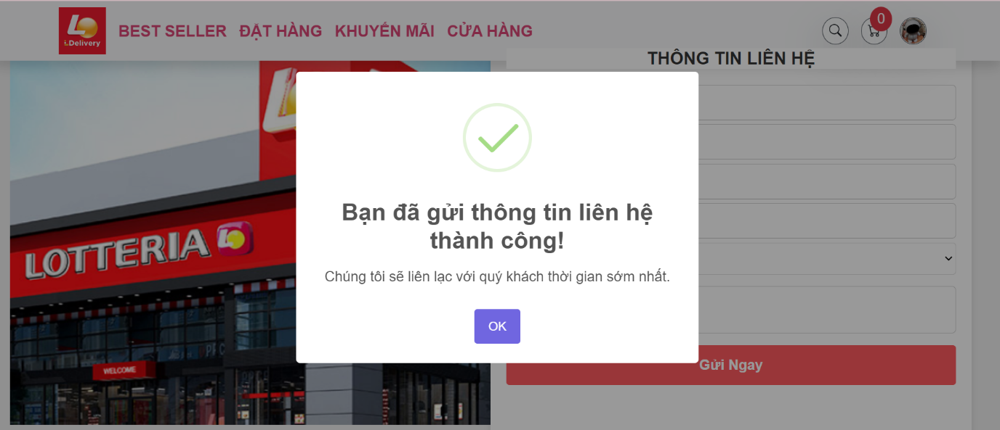 L
Delivery
BEST SELLER ĐẶT HÀNG KHUYẾN MÃI CỬA HÀNG
0
THÔNG TIN LIÊN HỆ
Bạn đã gửi thông tin liên hệ
thành công!
Chúng tôi sẽ liên lạc với quý khách thời gian sớm nhất.
OK
LOTTERIA
WELCOME
Gửi Ngay